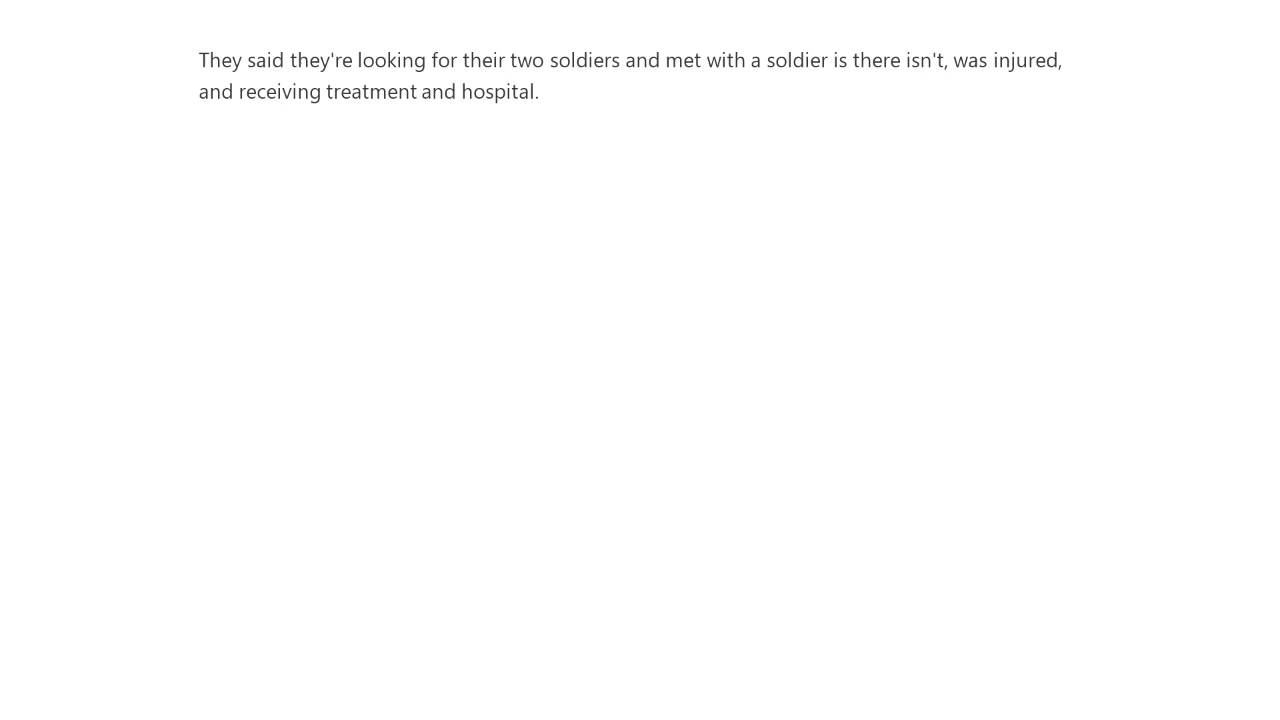 They said they're looking for their two soldiers and met with a soldier is there isn't, was injured,
and receiving treatment and hospital.